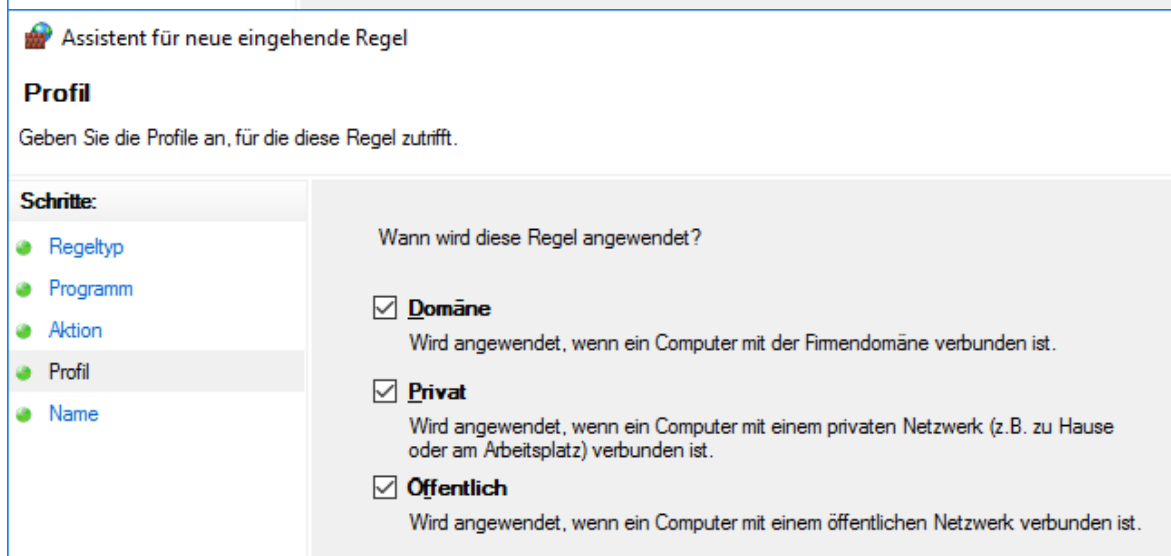 Assistent für neue eingehende Regel
Profil
Geben Sie die Profile an, für die diese Regel zutrifft.
Schritte:
Regeltyp
Programm
Aktion
Profil
Name
Wann wird diese Regel angewendet?
Domäne
Wird angewendet, wenn ein Computer mit der Firmendomäne verbunden ist.
Privat
Wird angewendet, wenn ein Computer mit einem privaten Netzwerk (z.B. zu Hause
oder am Arbeitsplatz) verbunden ist.
Öffentlich
Wird angewendet, wenn ein Computer mit einem öffentlichen Netzwerk verbunden ist.